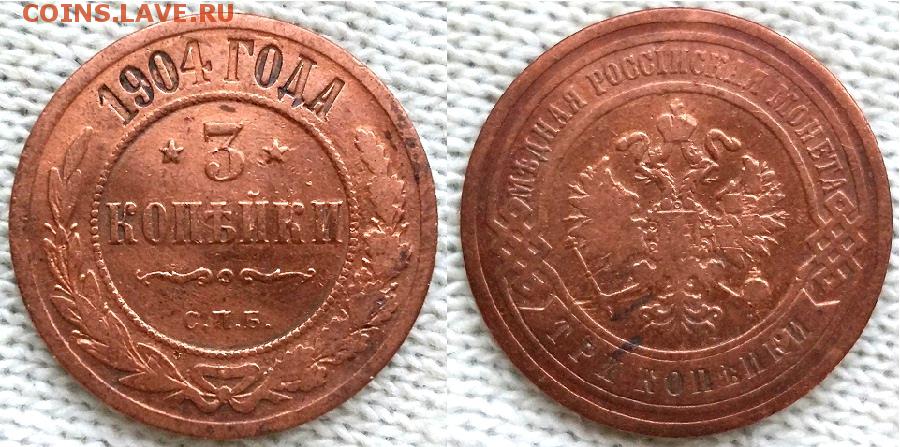 COINS.LAVE.RU
1904 ГОДА
3
КОПѢЙКИ
С.П.Б.
МѢДНАЯ РОССІЙСКАЯ МОНЕТА
ТРИ КОПѢЙКИ